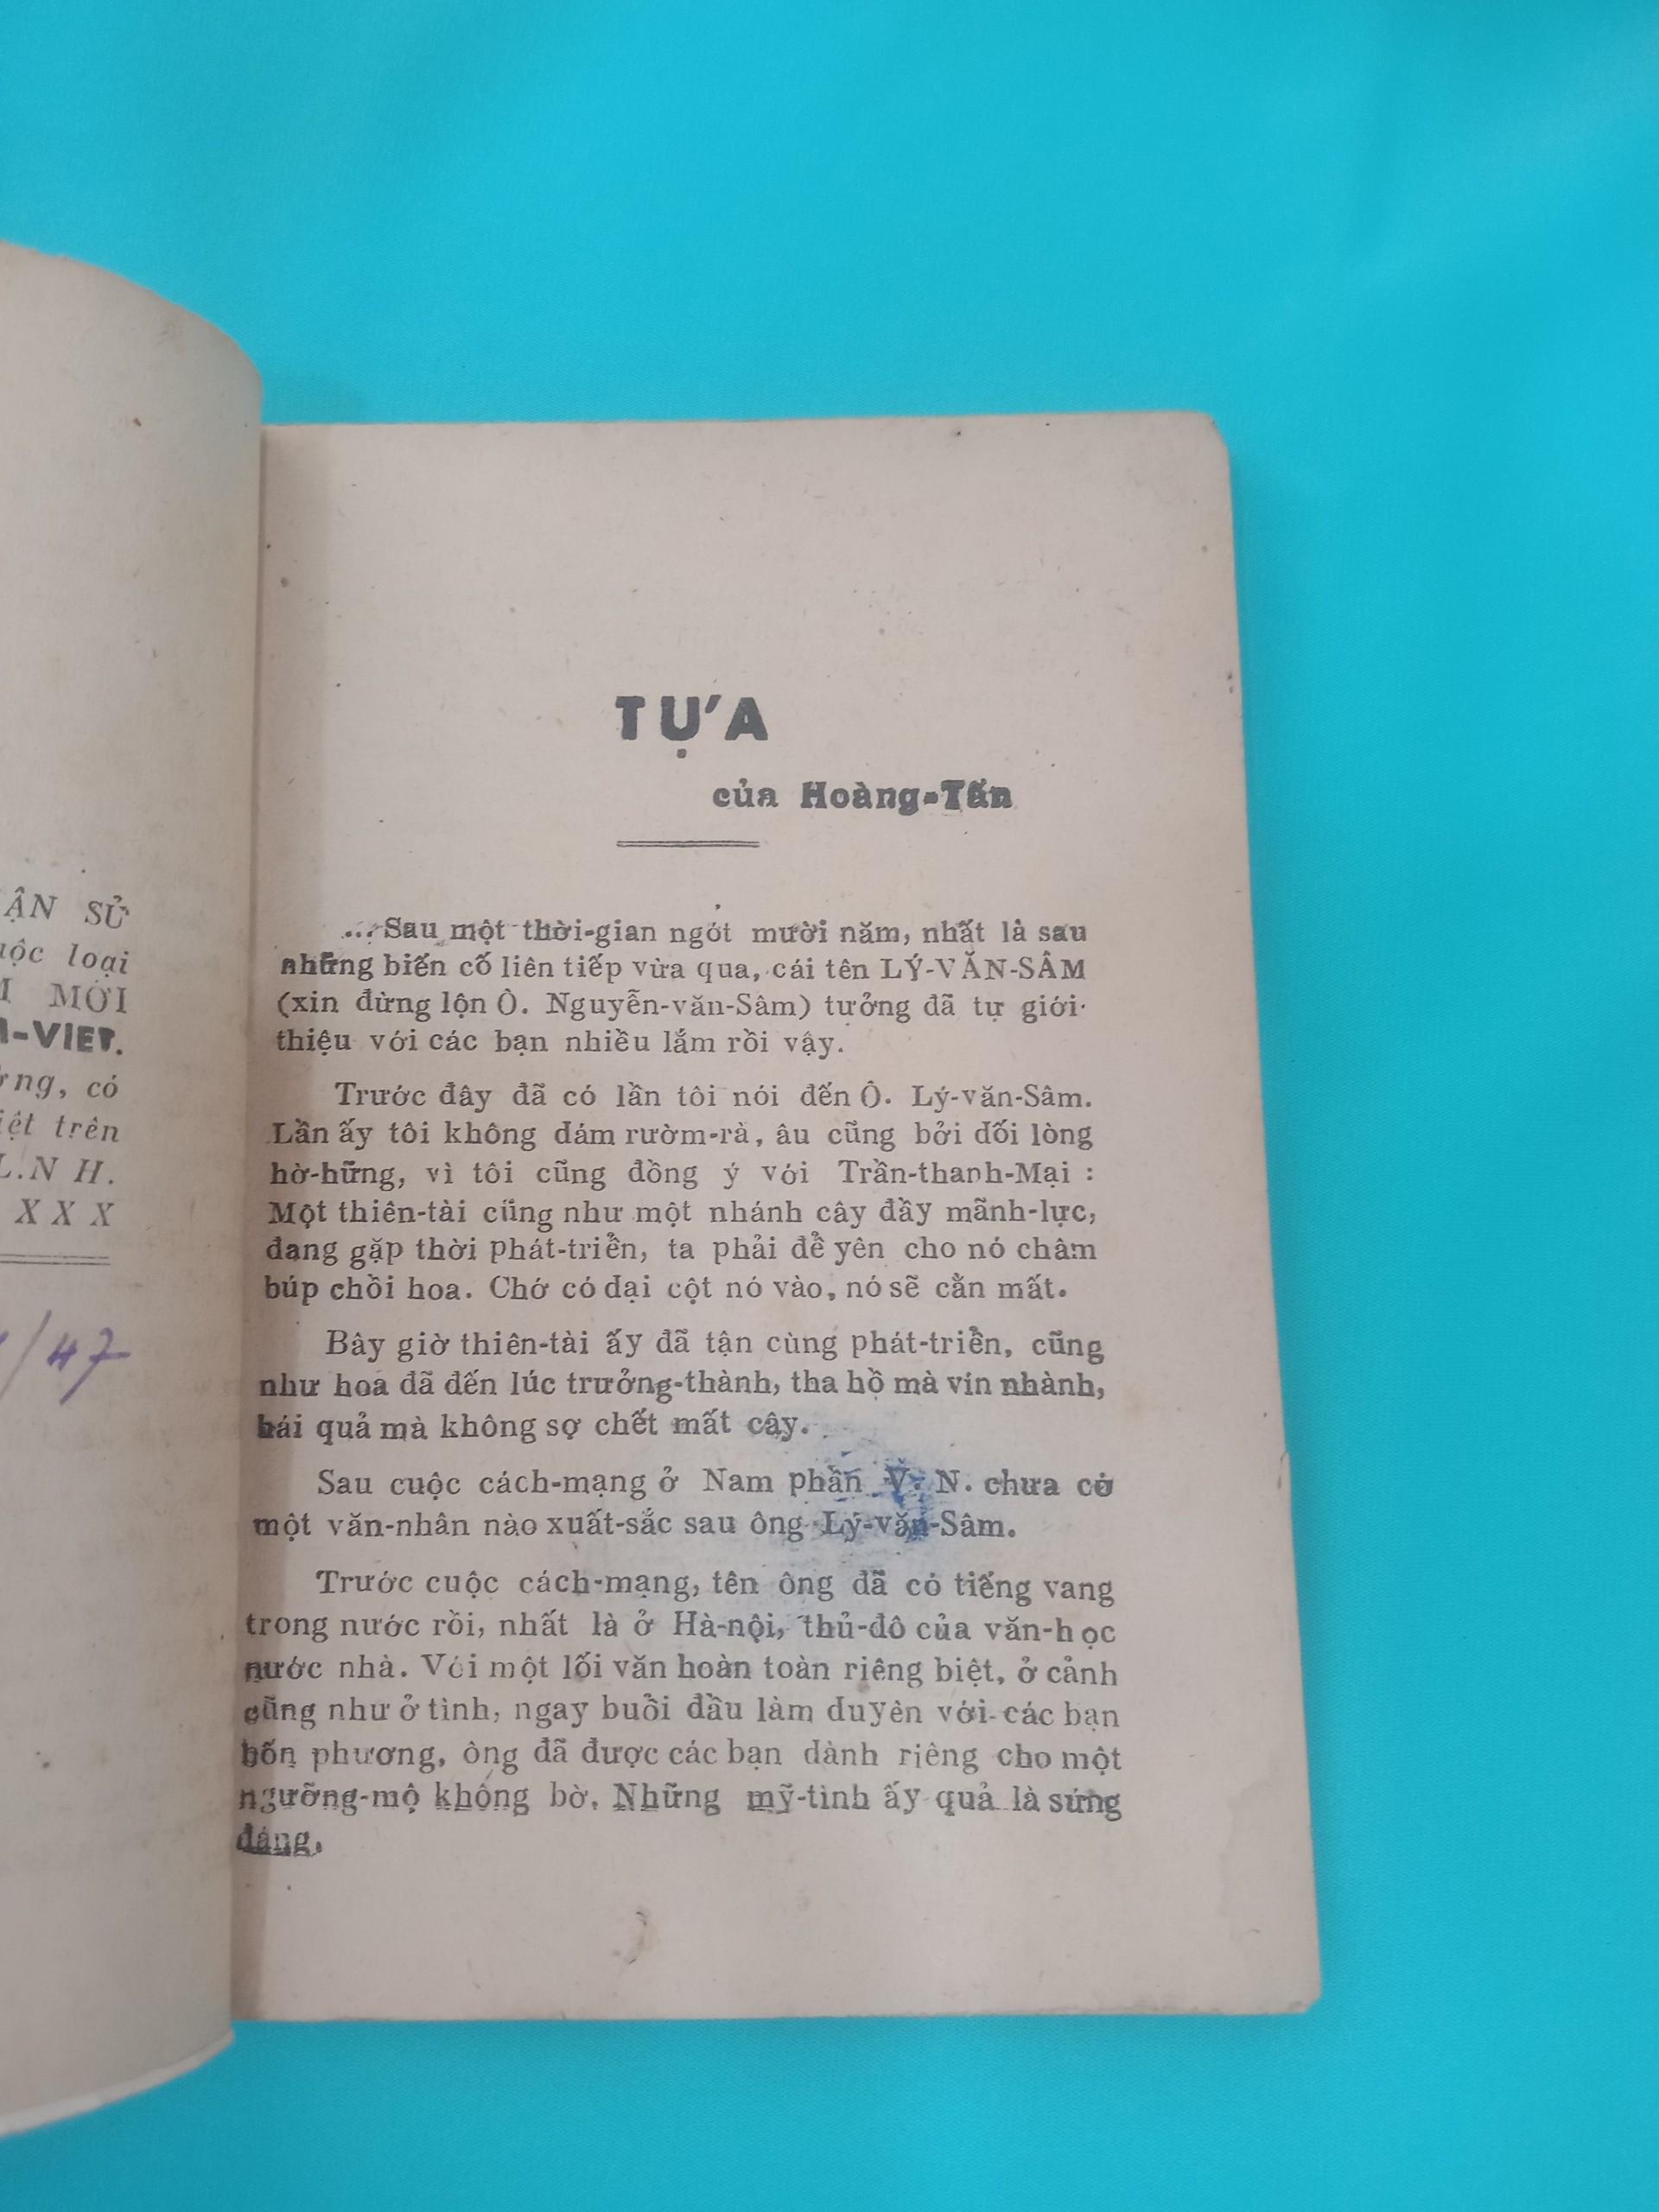 ẬN SỬ
loại
MỚI
-VIET.
có
trên
L.N H.
X X X
/47
TỰA
của Hoàng-Tấn
... Sau một thời-gian ngót mười năm, nhất là sau
những biến cố liên tiếp vừa qua, cái tên LÝ-VĂN-SÂM
(xin đừng lộn Ô. Nguyễn-văn-Sâm) tưởng đã tự giới-
thiệu với các bạn nhiều lắm rồi vậy.
Trước đây đã có lần tôi nói đến Ô. Lý-văn-Sâm.
Lần ấy tôi không dám rườm-rà, âu cũng bởi dối lòng
hờ-hững, vì tôi cũng đồng ý với Trần-thanh-Mại :
Một thiên-tài cũng như một nhánh cây đầy mãnh-lực,
đang gặp thời phát-triển, ta phải để yên cho nó châm
búp chồi hoa. Chớ có dại cột nó vào, nó sẽ cằn mất.
Bây giờ thiên-tài ấy đã tận cùng phát-triển, cũng
như hoa đã đến lúc trưởng-thành, tha hồ mà vin nhành,
hái quả mà không sợ chết mất cây.
Sau cuộc cách-mạng ở Nam phần V. N. chưa có
một văn-nhân nào xuất-sắc sau ông Lý-văn-Sâm.
Trước cuộc cách-mạng, tên ông đã có tiếng vang
trong nước rồi, nhất là ở Hà-nội, thủ-đô của văn-học
nước nhà. Với một lối văn hoàn toàn riêng biệt, ở cảnh
cũng như ở tình, ngay buổi đầu làm duyên với các bạn
bốn phương, ông đã được các bạn dành riêng cho một
ngưỡng-mộ không bờ. Những mỹ-tình ấy quả là sứng
đáng.